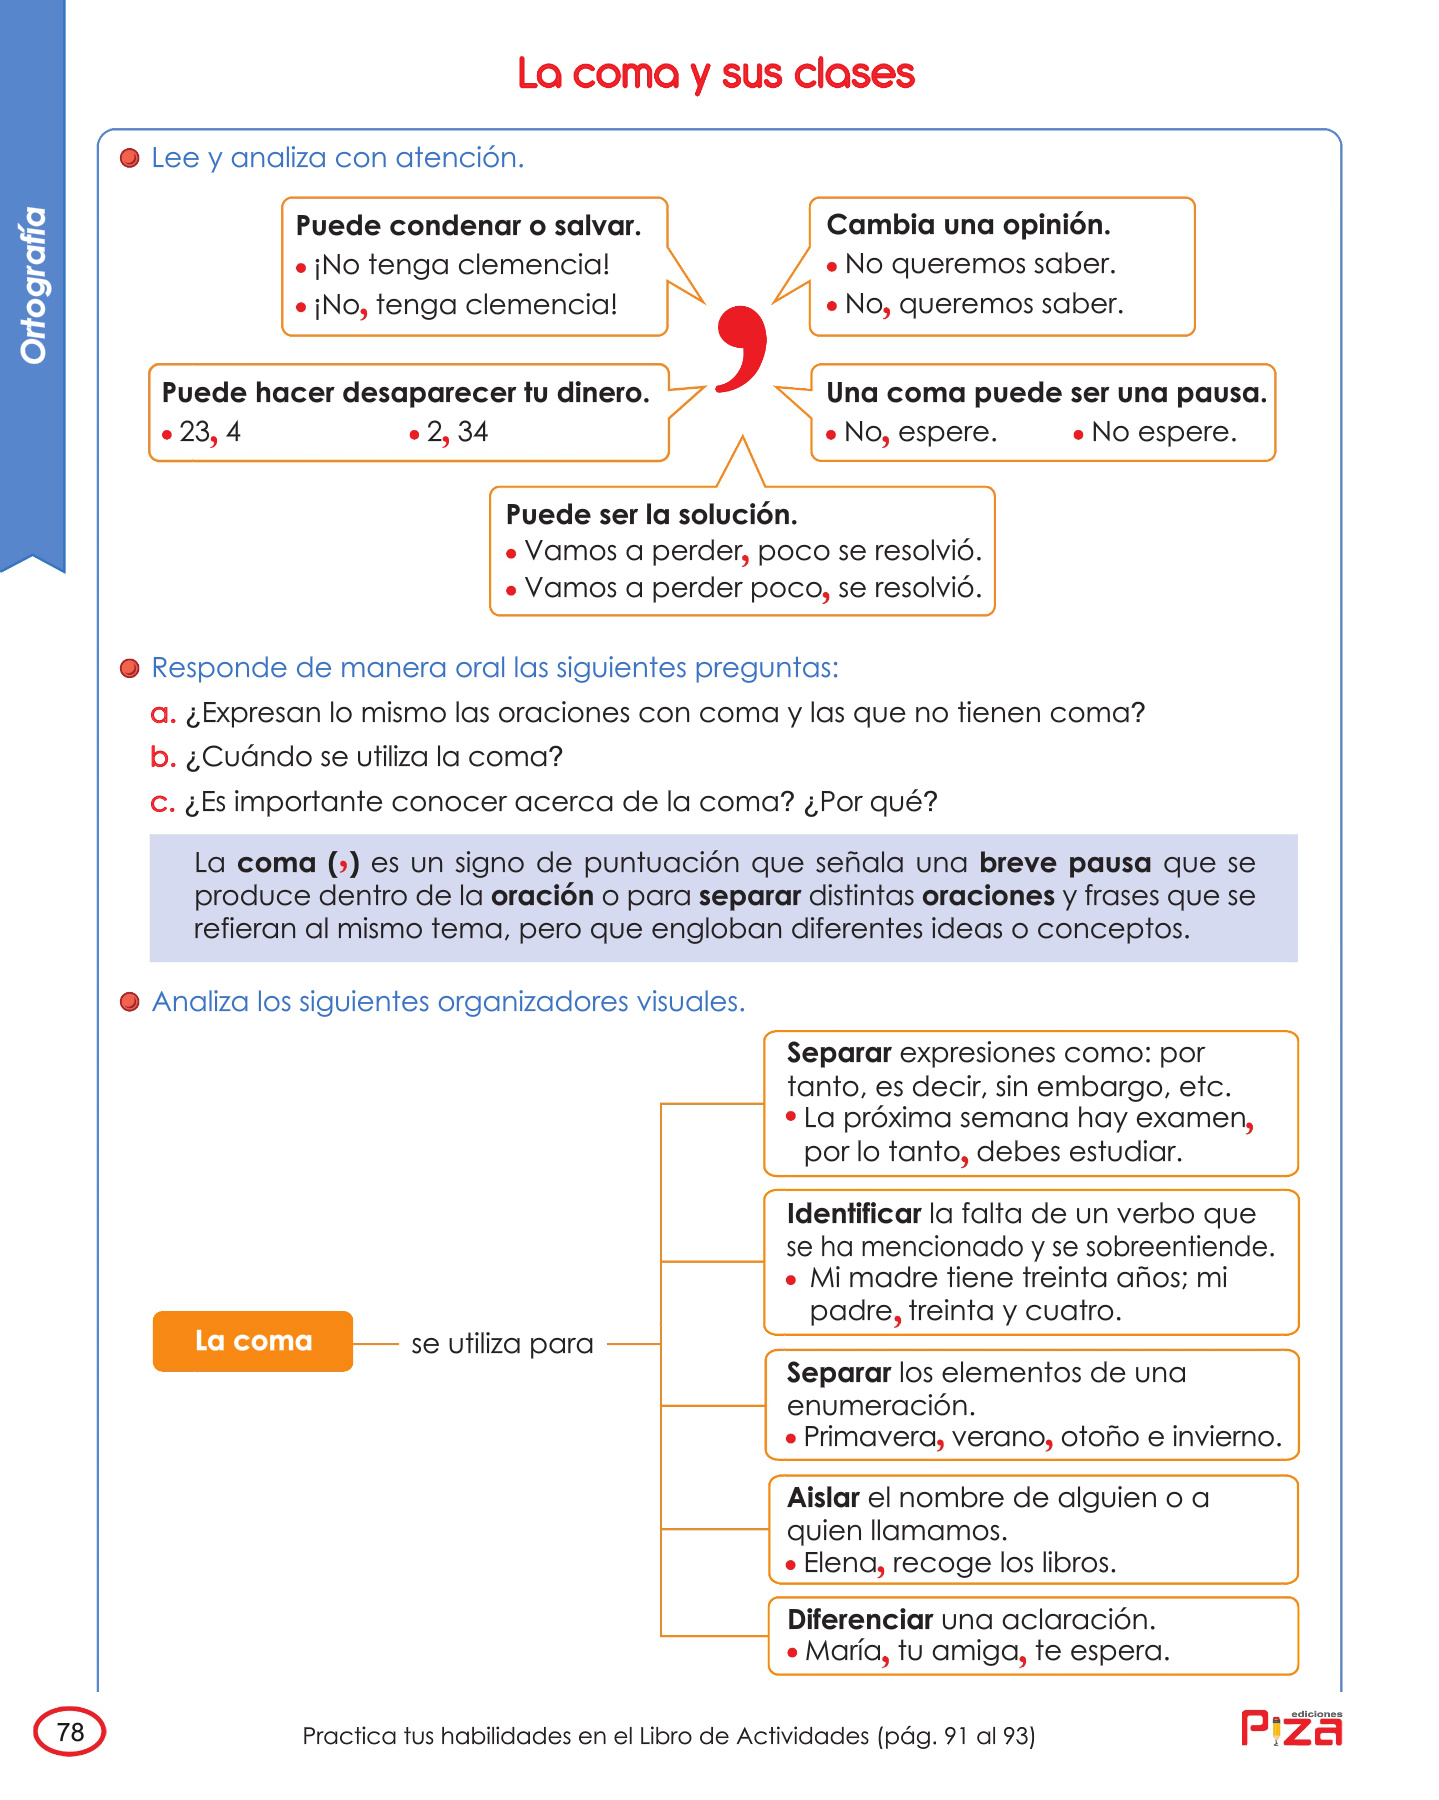 La coma y sus clases
Ortografía
Lee y analiza con atención.
Puede condenar o salvar.
• ¡No tenga clemencia!
• ¡No, tenga clemencia!
Cambia una opinión.
• No queremos saber.
• No, queremos saber.
,
Puede hacer desaparecer tu dinero.
• 23, 4 • 2, 34
Una coma puede ser una pausa.
• No, espere. • No espere.
Puede ser la solución.
• Vamos a perder, poco se resolvió.
• Vamos a perder poco, se resolvió.
Responde de manera oral las siguientes preguntas:
a. ¿Expresan lo mismo las oraciones con coma y las que no tienen coma?
b. ¿Cuándo se utiliza la coma?
c. ¿Es importante conocer acerca de la coma? ¿Por qué?
La coma (,) es un signo de puntuación que señala una breve pausa que se
produce dentro de la oración o para separar distintas oraciones y frases que se
refieran al mismo tema, pero que engloban diferentes ideas o conceptos.
Analiza los siguientes organizadores visuales.
La coma
se utiliza para
Separar expresiones como: por
tanto, es decir, sin embargo, etc.
• La próxima semana hay examen,
por lo tanto, debes estudiar.
Identificar la falta de un verbo que
se ha mencionado y se sobreentiende.
• Mi madre tiene treinta años; mi
padre, treinta y cuatro.
Separar los elementos de una
enumeración.
• Primavera, verano, otoño e invierno.
Aislar el nombre de alguien o a
quien llamamos.
• Elena, recoge los libros.
Diferenciar una aclaración.
• María, tu amiga, te espera.
78
Practica tus habilidades en el Libro de Actividades (pág. 91 al 93)
ediciones
Piza